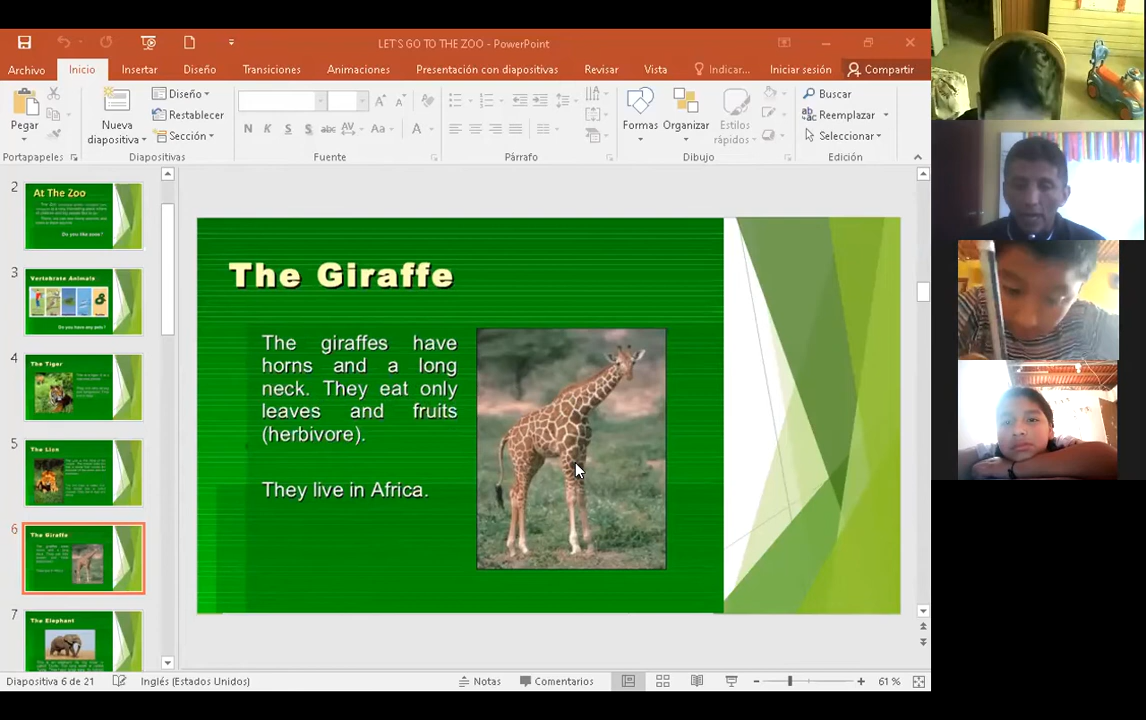 LET'S GO TO THE ZOO - PowerPoint
Archivo Inicio Insertar Diseño Transiciones Animaciones Presentación con diapositivas Revisar Vista Indicar... Iniciar sesión Compartir
Pegar
Nueva diapositiva
Diseño
Restablecer
Sección
N K S S abc AV Aa A
Formas
Organizar
Estilos rápidos
Buscar
Reemplazar
Seleccionar
Portapapeles Diapositivas Fuente Párrafo Dibujo Edición
2
At The Zoo
Do you like zoos?
3
Vertebrate Animals
Do you have any pets?
4
The Tiger
5
The Lion
6
The Giraffe
7
The Elephant
The Giraffe
The giraffes have
horns and a long
neck. They eat only
leaves and fruits
(herbivore).
They live in Africa.
Diapositiva 6 de 21 Inglés (Estados Unidos) Notas Comentarios 61 %